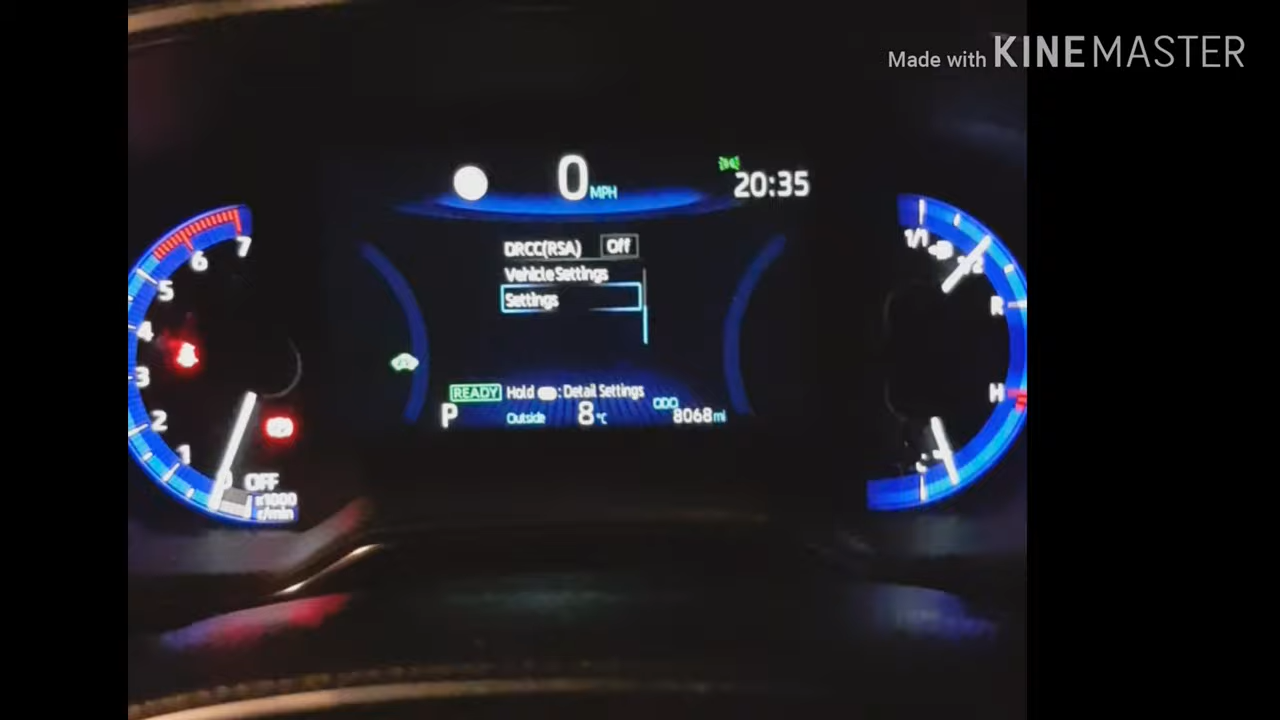 Made with KINEMASTER
0 MPH
20:35
DRCC(RSA) Off
Vehicle Settings
Settings
READY Hold : Detail Settings
P Outside 8°C ODO 8068 mi
7
6
5
4
3
2
1
OFF
x1000
r/min
1/1
R
H